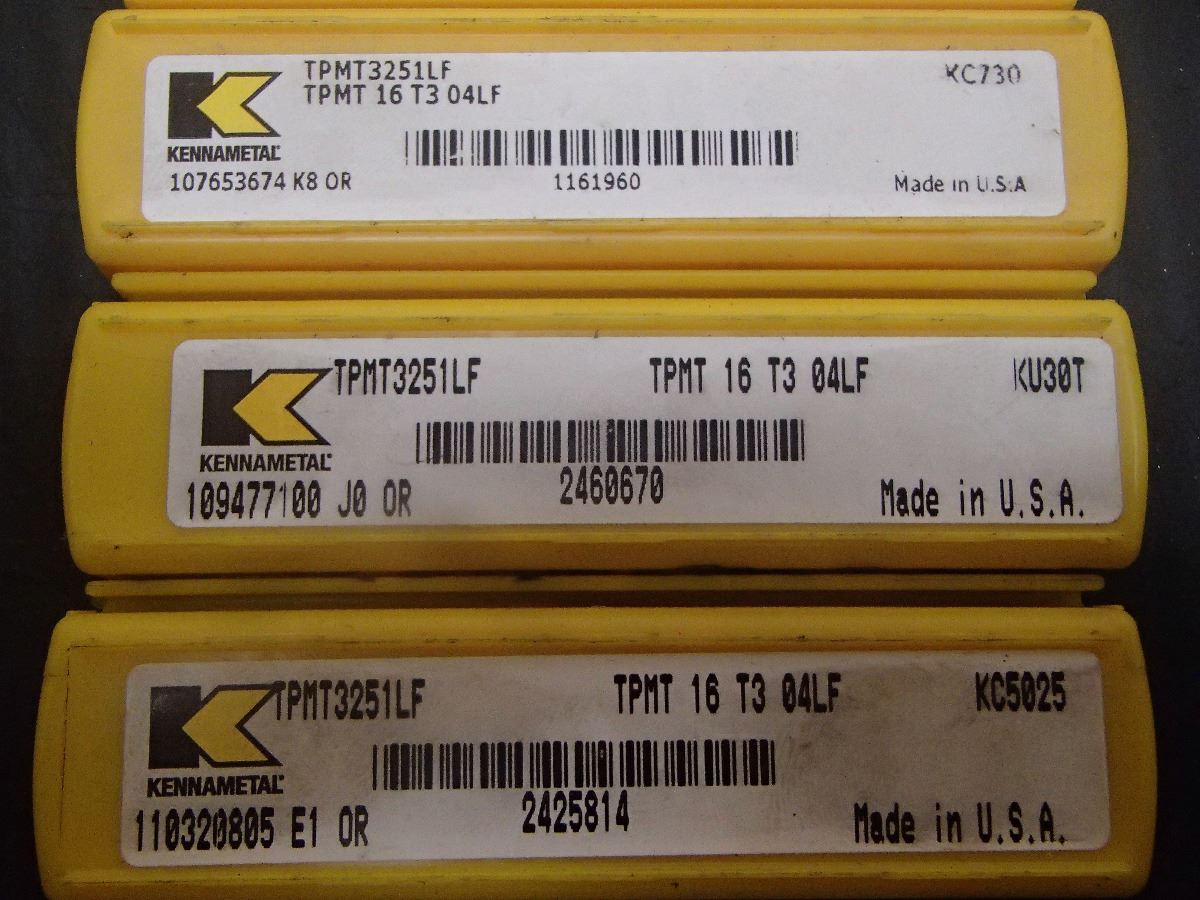 TPMT3251LF
KC730
TPMT 16 T3 04LF
KENNAMETAL
107653674 K8 OR
1161960
Made in U.S.A
TPMT3251LF TPMT 16 T3 04LF KU30T
KENNAMETAL
109477100 J0 OR
2460670
Made in U.S.A.
TPMT3251LF TPMT 16 T3 04LF KC5025
KENNAMETAL
110320805 E1 OR
2425814
Made in U.S.A.